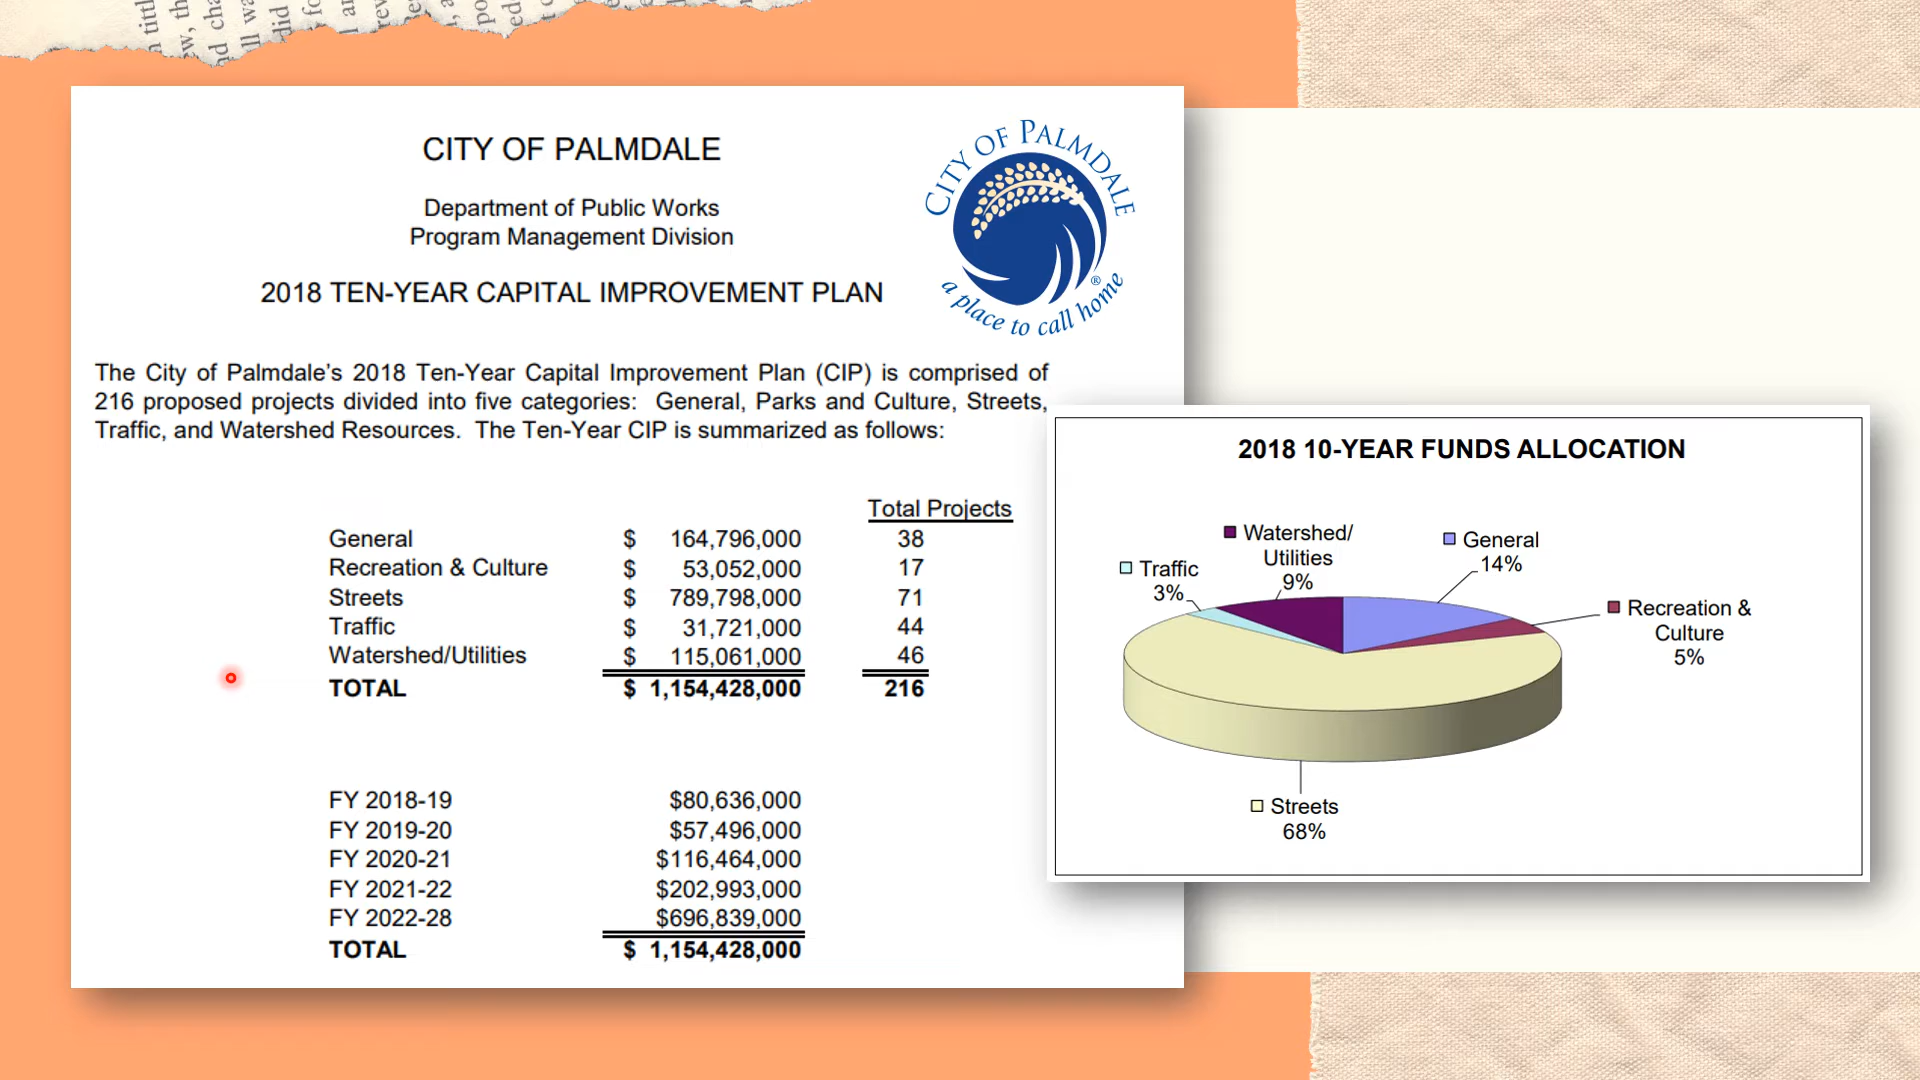 CITY OF PALMDALE
Department of Public Works
Program Management Division
2018 TEN-YEAR CAPITAL IMPROVEMENT PLAN
CITY OF PALMDALE
a place to call home
®
The City of Palmdale's 2018 Ten-Year Capital Improvement Plan (CIP) is comprised of
216 proposed projects divided into five categories: General, Parks and Culture, Streets,
Traffic, and Watershed Resources. The Ten-Year CIP is summarized as follows:
Total Projects
General $ 164,796,000 38
Recreation & Culture $ 53,052,000 17
Streets $ 789,798,000 71
Traffic $ 31,721,000 44
Watershed/Utilities $ 115,061,000 46
TOTAL $ 1,154,428,000 216
FY 2018-19 $80,636,000
FY 2019-20 $57,496,000
FY 2020-21 $116,464,000
FY 2021-22 $202,993,000
FY 2022-28 $696,839,000
TOTAL $ 1,154,428,000
2018 10-YEAR FUNDS ALLOCATION
Watershed/
Utilities
9%
General
14%
Traffic
3%
Recreation &
Culture
5%
Streets
68%